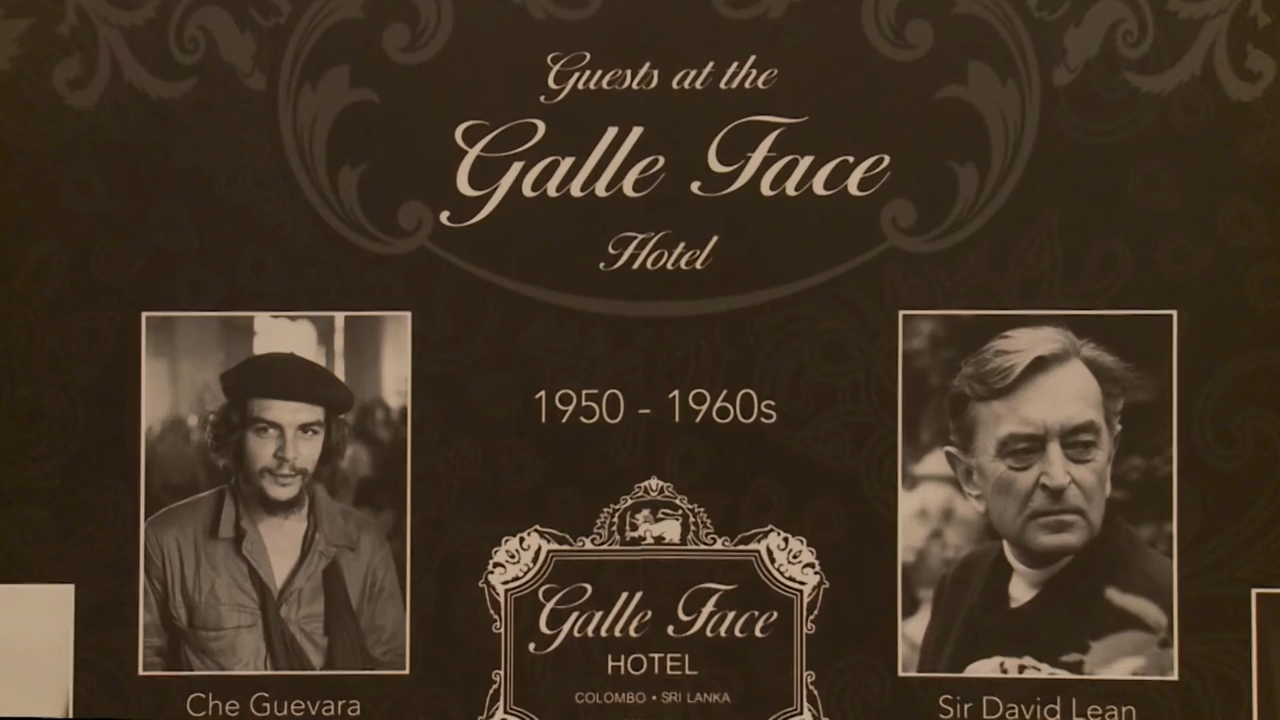 Guests at the
Galle Face
Hotel
1950 - 1960s
Galle Face
HOTEL
COLOMBO • SRI LANKA
Che Guevara
Sir David Lean